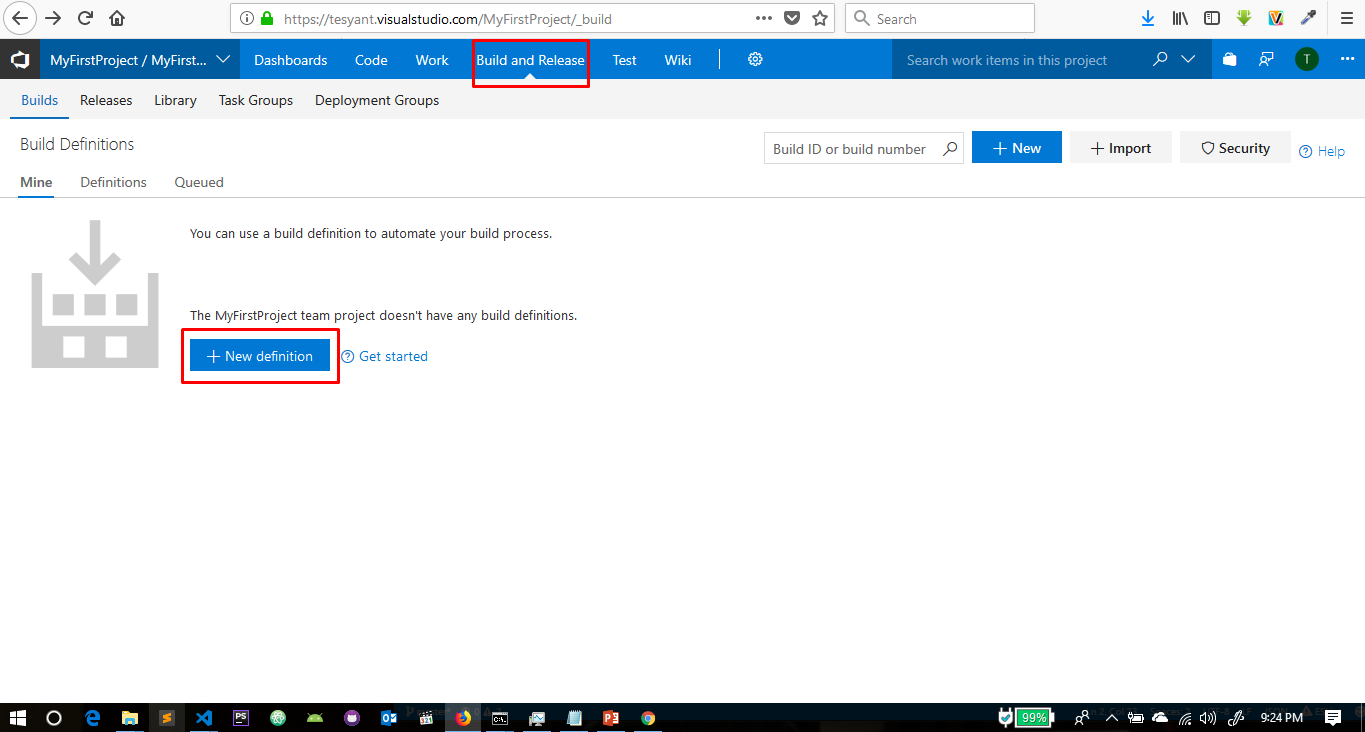 https://tesyant.visualstudio.com/MyFirstProject/_build
Search
MyFirstProject / MyFirst...
Dashboards
Code
Work
Build and Release
Test
Wiki
Search work items in this project
T
Builds
Releases
Library
Task Groups
Deployment Groups
Build Definitions
Build ID or build number
+ New
+ Import
Security
Help
Mine
Definitions
Queued
You can use a build definition to automate your build process.
The MyFirstProject team project doesn't have any build definitions.
+ New definition
Get started
99%
9:24 PM